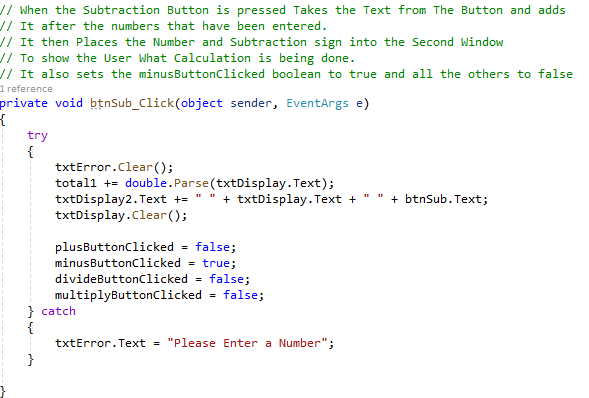 // When the Subtraction Button is pressed Takes the Text from The Button and adds
// It after the numbers that have been entered.
// It then Places the Number and Subtraction sign into the Second Window
// To show the User What Calculation is being done.
// It also sets the minusButtonClicked boolean to true and all the others to false
1 reference
private void btnSub_Click(object sender, EventArgs e)
{
try
{
txtError.Clear();
total1 += double.Parse(txtDisplay.Text);
txtDisplay2.Text += " " + txtDisplay.Text + " " + btnSub.Text;
txtDisplay.Clear();
plusButtonClicked = false;
minusButtonClicked = true;
divideButtonClicked = false;
multiplyButtonClicked = false;
} catch
{
txtError.Text = "Please Enter a Number";
}
}